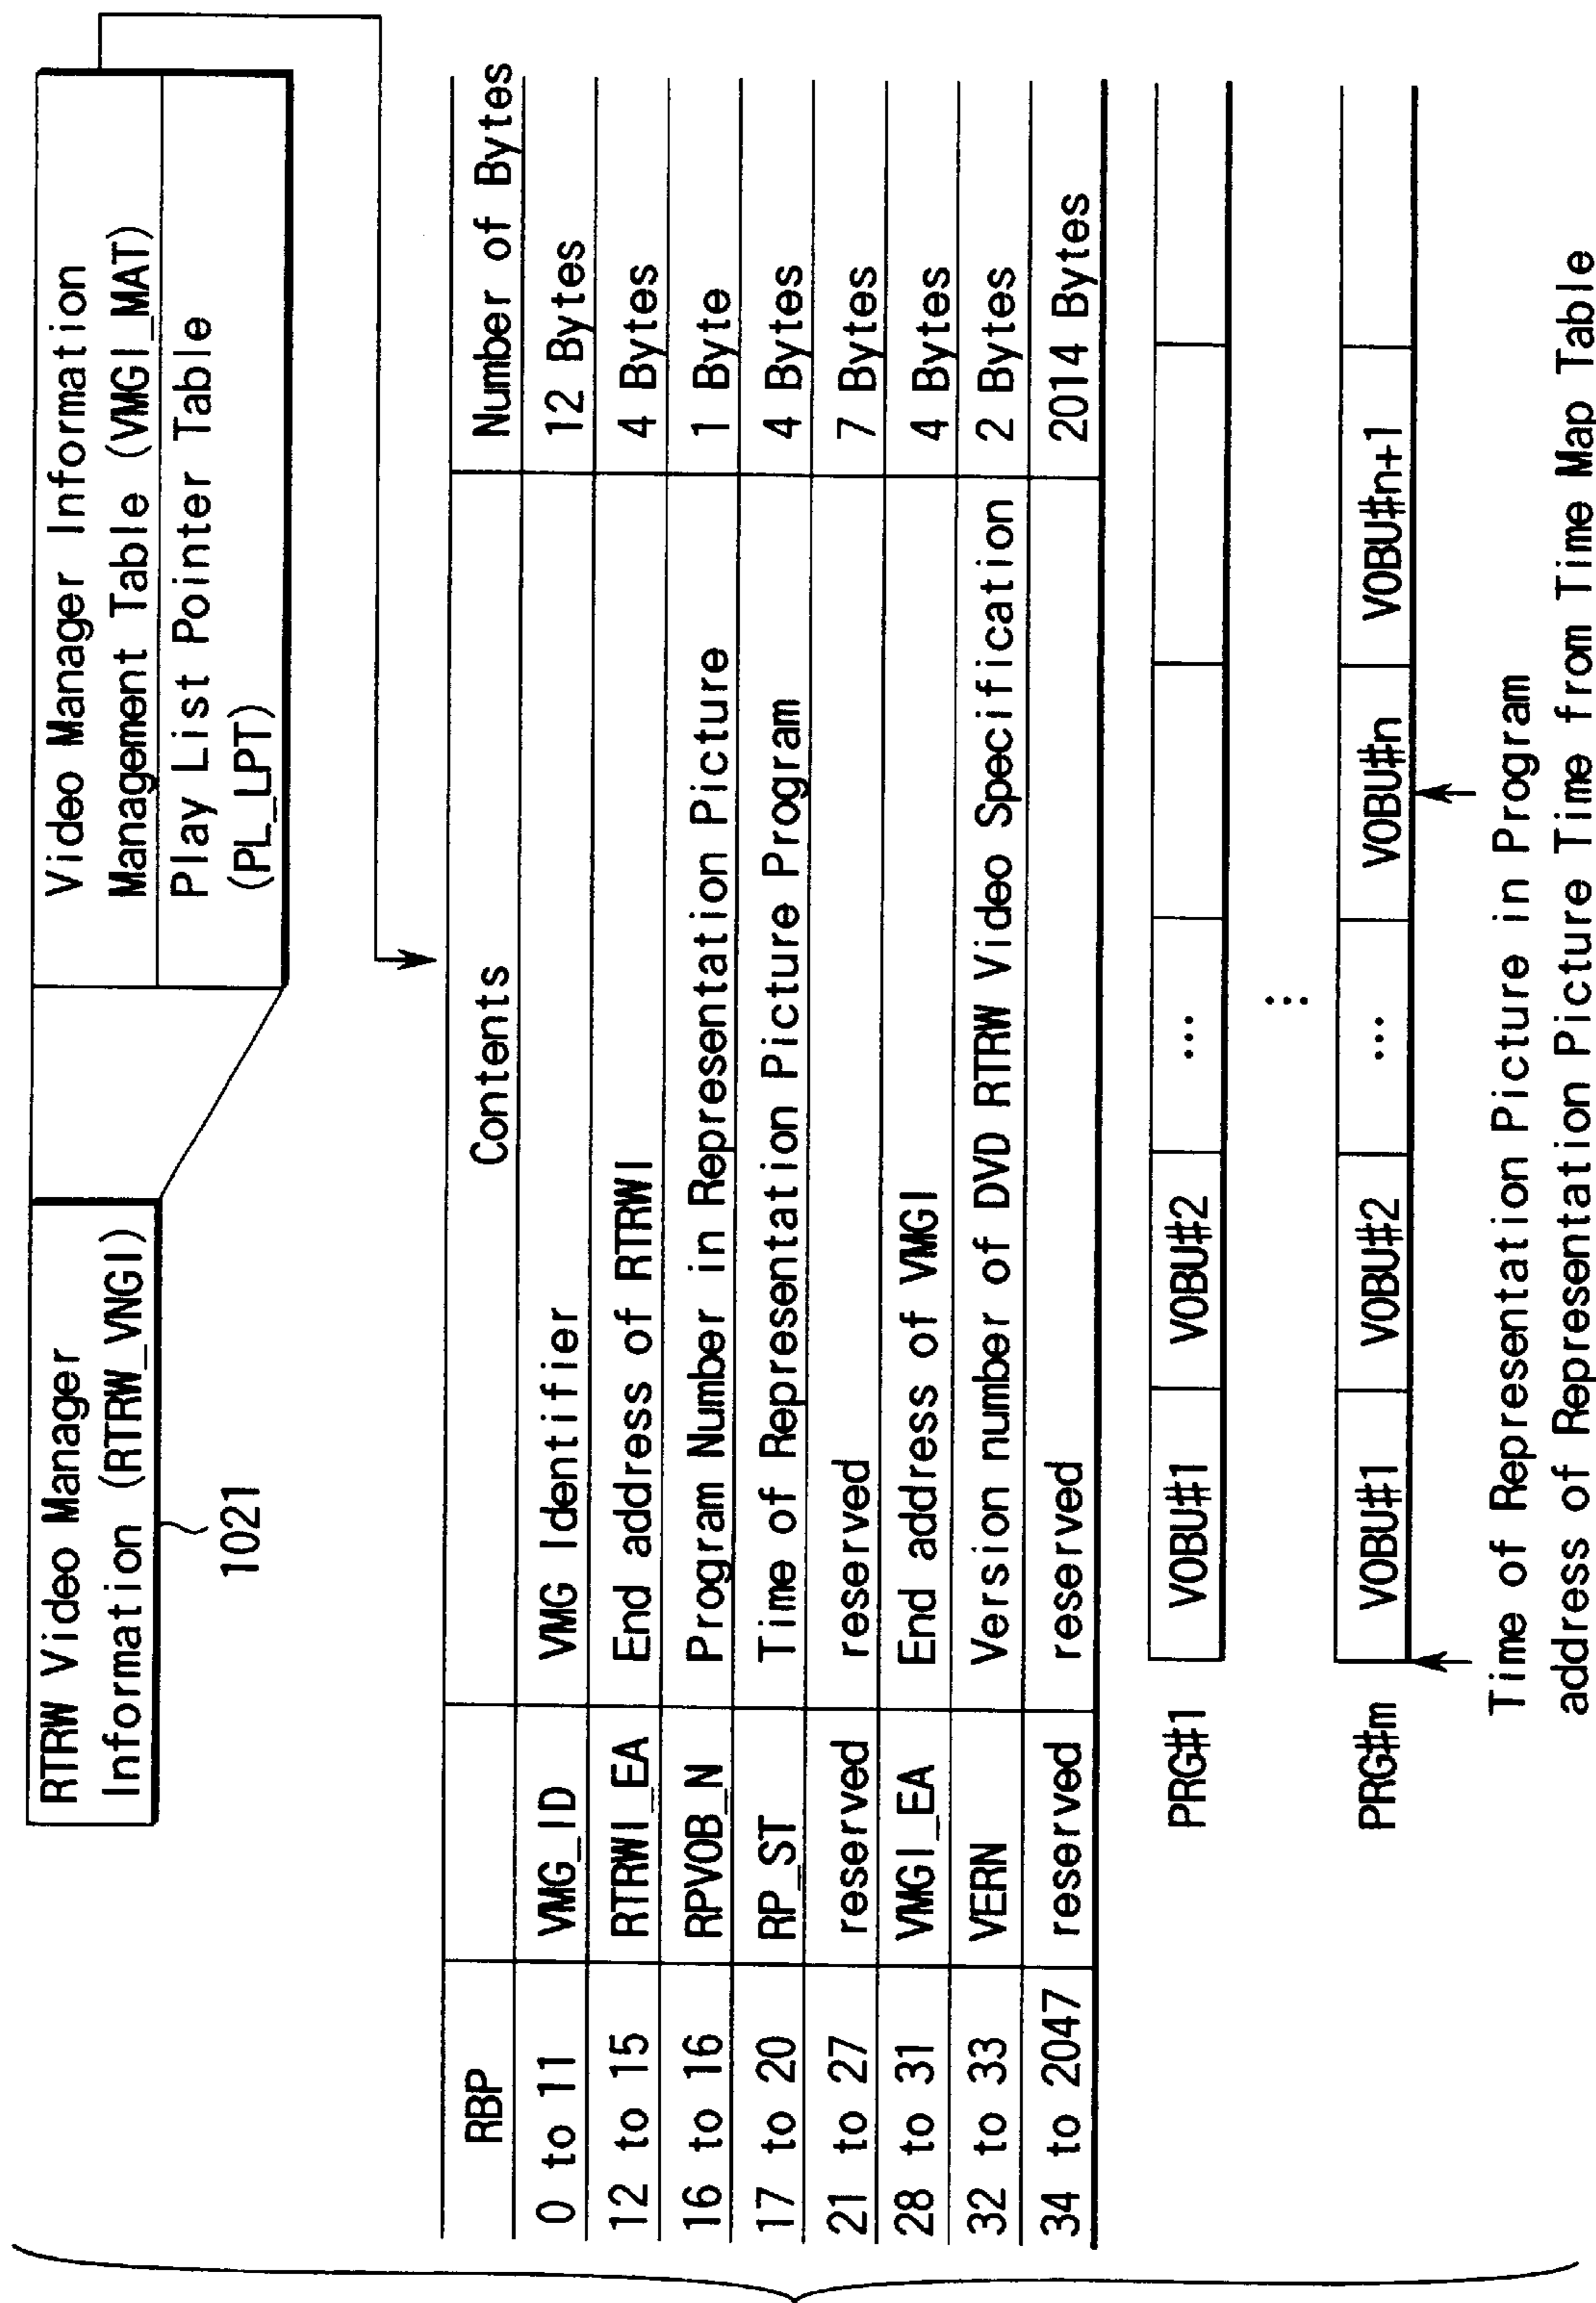 RTRW Video Manager
Information (RTRW_VNGI)
1021
Video Manager Information
Management Table (VMGI_MAT)
Play List Pointer Table
(PL_LPT)
RBP Contents Number of Bytes
0 to 11 VMG_ID VMG Identifier 12 Bytes
12 to 15 RTRWI_EA End address of RTRWI 4 Bytes
16 to 16 RPVOB_N Program Number in Representation Picture 1 Byte
17 to 20 RP_ST Time of Representation Picture Program 4 Bytes
21 to 27 reserved reserved 7 Bytes
28 to 31 VMGI_EA End address of VMGI 4 Bytes
32 to 33 VERN Version number of DVD RTRW Video Specification 2 Bytes
34 to 2047 reserved reserved 2014 Bytes
PRG#1 VOBU#1 VOBU#2 ...
...
PRG#m VOBU#1 VOBU#2 ... VOBU#n VOBU#n+1
Time of Representation Picture in Program
address of Representation Picture Time from Time Map Table